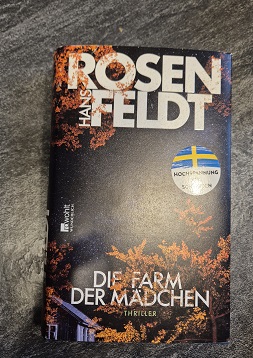 ROSEN
HANS
FELDT
HOCHSPANNUNG
rowohlt
DIE FARM
DER MÄDCHEN
THRILLER